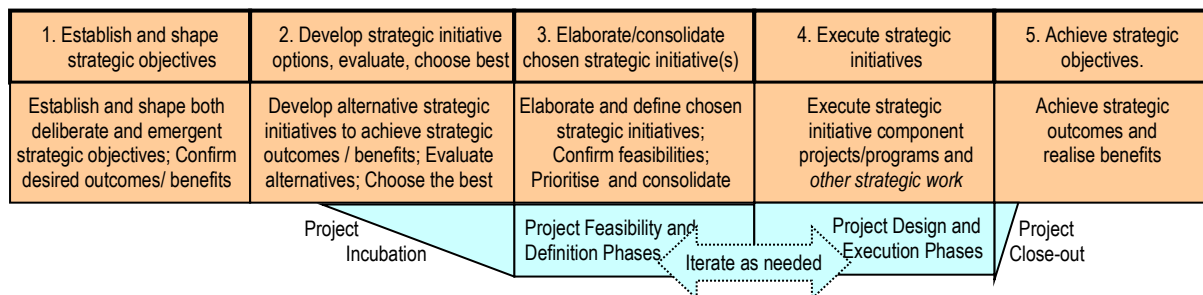 1. Establish and shape
strategic objectives
2. Develop strategic initiative
options, evaluate, choose best
3. Elaborate/consolidate
chosen strategic initiative(s)
4. Execute strategic
initiatives
5. Achieve strategic
objectives.
Establish and shape both
deliberate and emergent
strategic objectives; Confirm
desired outcomes/ benefits
Develop alternative strategic
initiatives to achieve strategic
outcomes / benefits; Evaluate
alternatives; Choose the best
Elaborate and define chosen
strategic initiatives;
Confirm feasibilities;
Prioritise and consolidate
Execute strategic
initiative component
projects/programs and
other strategic work
Achieve strategic
outcomes and
realise benefits
Project
Incubation
Project Feasibility and
Definition Phases
Iterate as needed
Project Design and
Execution Phases
Project
Close-out